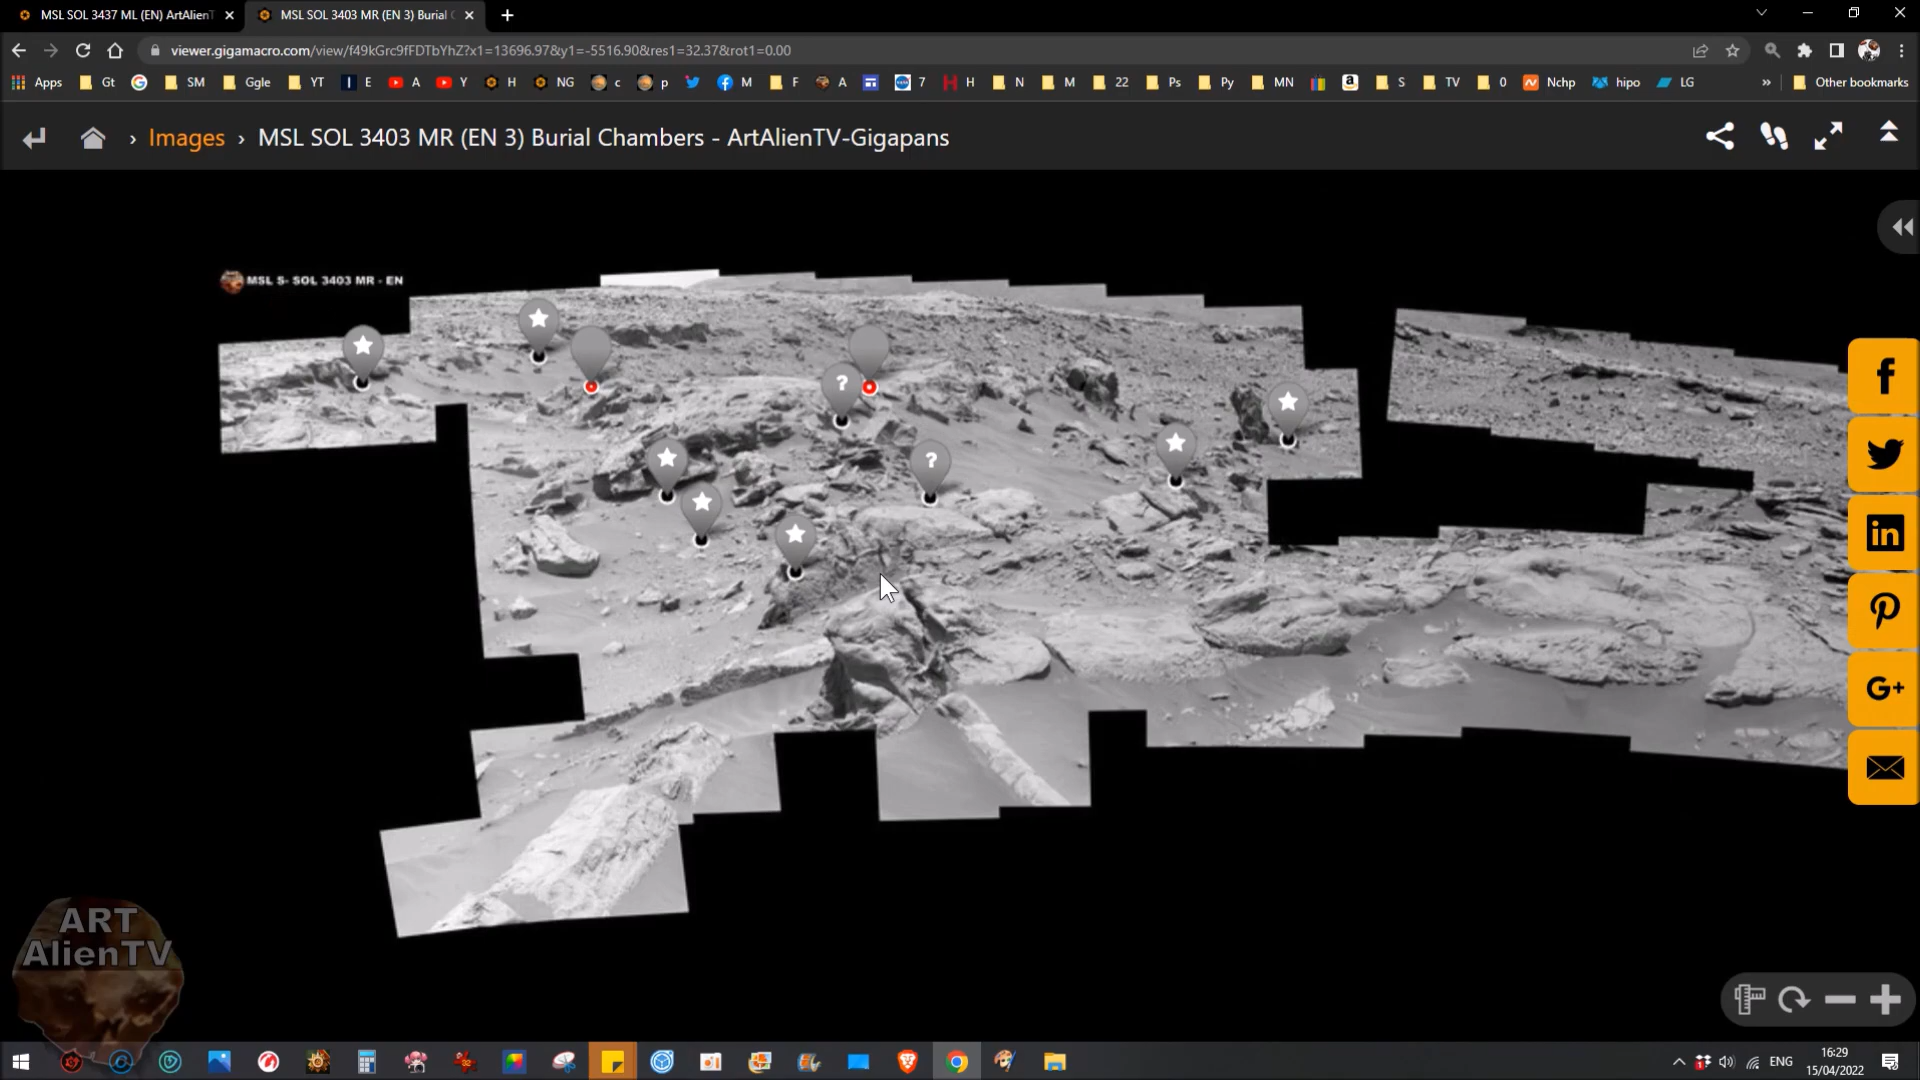 MSL SOL 3437 ML (EN) ArtAlienT
MSL SOL 3403 MR (EN 3) Burial C
viewer.gigamacro.com/view/f49kGrc9fFDTbYhZ?x1=13696.97&y1=-5516.90&res1=32.37&rot1=0.00
Apps Gt SM Ggle YT E A Y H NG c p M F A 7 H N M 22 Ps Py MN S TV 0 Nchp hipo LG » Other bookmarks
› Images › MSL SOL 3403 MR (EN 3) Burial Chambers - ArtAlienTV-Gigapans
MSL S- SOL 3403 MR - EN
?
?
f
in
G+
ART
AlienTV
ENG
16:29
15/04/2022